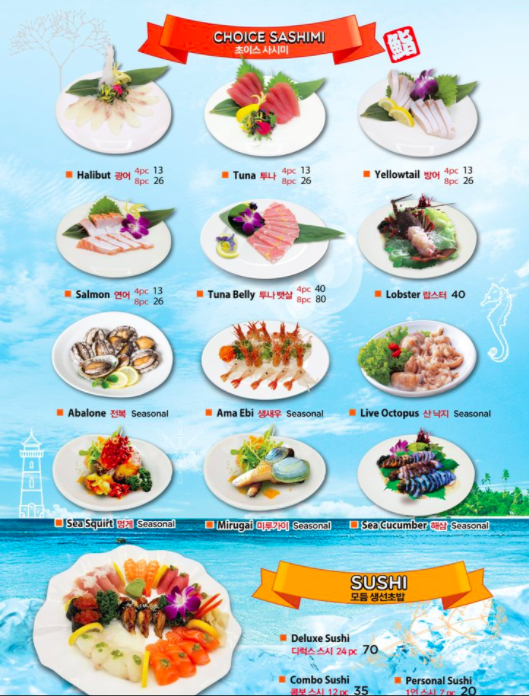 CHOICE SASHIMI
초이스 사시미
鮨
Halibut 광어 4pc 13
8pc 26
Tuna 투나 4pc 13
8pc 26
Yellowtail 방어 4pc 13
8pc 26
Salmon 연어 4pc 13
8pc 26
Tuna Belly 투나 뱃살 4pc 40
8pc 80
Lobster 랍스터 40
Abalone 전복 Seasonal
Ama Ebi 생새우 Seasonal
Live Octopus 산 낙지 Seasonal
Sea Squirt 멍게 Seasonal
Mirugai 미루가이 Seasonal
Sea Cucumber 해삼 Seasonal
SUSHI
모듬 생선초밥
Deluxe Sushi
디럭스 스시 24 pc 70
Combo Sushi
콤보 스시 12 pc 35
Personal Sushi
1인 스시 7 pc 20